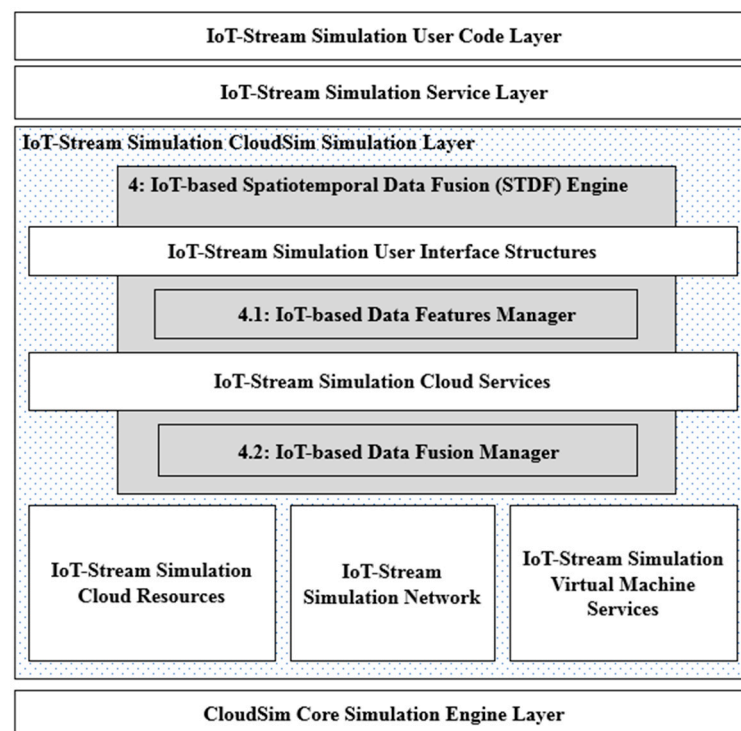 IoT-Stream Simulation User Code Layer
IoT-Stream Simulation Service Layer
IoT-Stream Simulation CloudSim Simulation Layer
4: IoT-based Spatiotemporal Data Fusion (STDF) Engine
IoT-Stream Simulation User Interface Structures
4.1: IoT-based Data Features Manager
IoT-Stream Simulation Cloud Services
4.2: IoT-based Data Fusion Manager
IoT-Stream Simulation
Cloud Resources
IoT-Stream
Simulation Network
IoT-Stream Simulation
Virtual Machine
Services
CloudSim Core Simulation Engine Layer